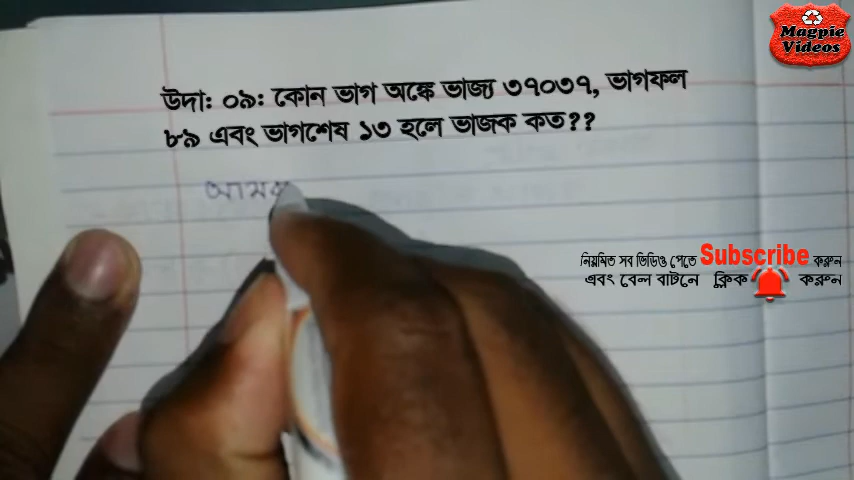 Magpie
Videos
উদা: ০৯: কোন ভাগ অঙ্কে ভাজ্য ৩৭০৩৭, ভাগফল
৮৯ এবং ভাগশেষ ১৩ হলে ভাজক কত??
আমর
নিয়মিত সব ভিডিও পেতে Subscribe করুন
এবং বেল বাটনে ক্লিক করুন